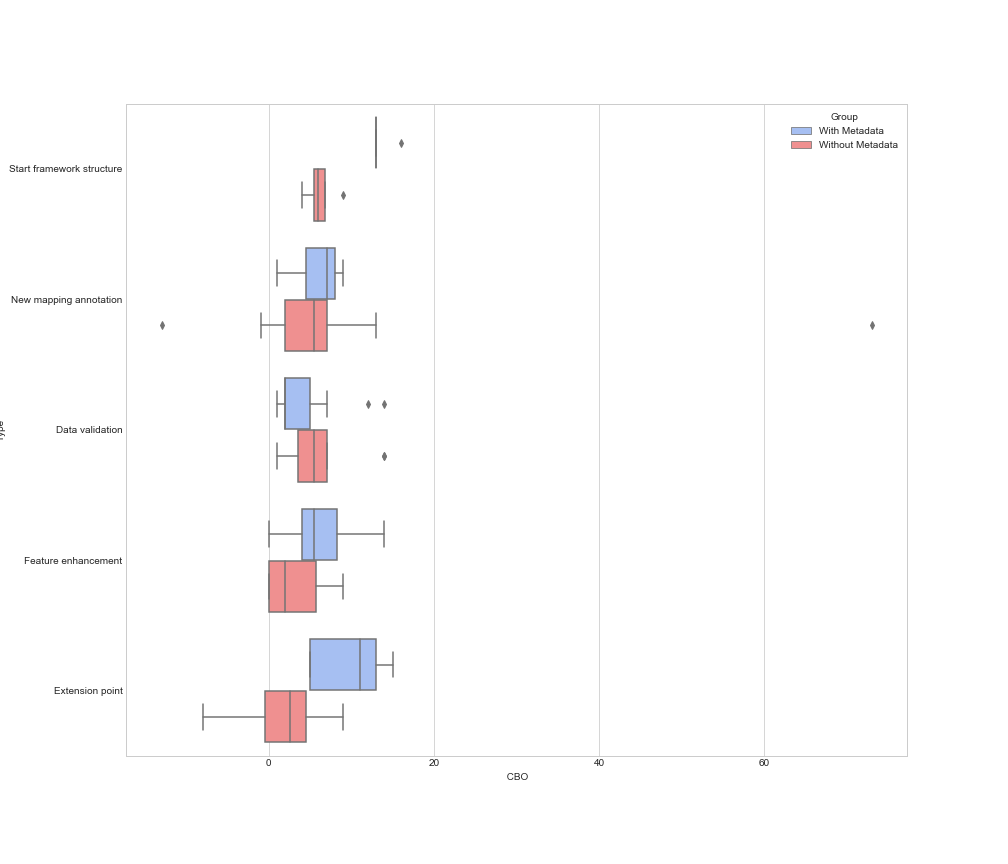 Group
With Metadata
Without Metadata
Start framework structure
New mapping annotation
Data validation
Feature enhancement
Extension point
Type
0 20 40 60
CBO